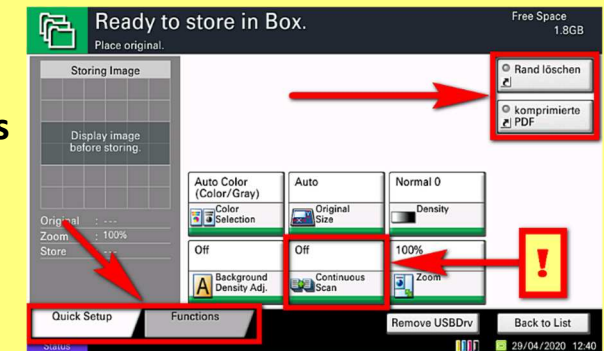 Ready to store in Box.
Place original.
Free Space
1.8GB
s
Storing Image
Display image
before storing.
Original : ---
Zoom : 100%
Store : ---
Rand löschen
komprimierte
PDF
Auto Color
(Color/Gray)
Color
Selection
Auto
Original
Size
Normal 0
Density
Off
A
Background
Density Adj.
Off
Continuous
Scan
100%
Zoom
!
Quick Setup
Functions
Remove USBDrv
Back to List
Status
29/04/2020 12:40